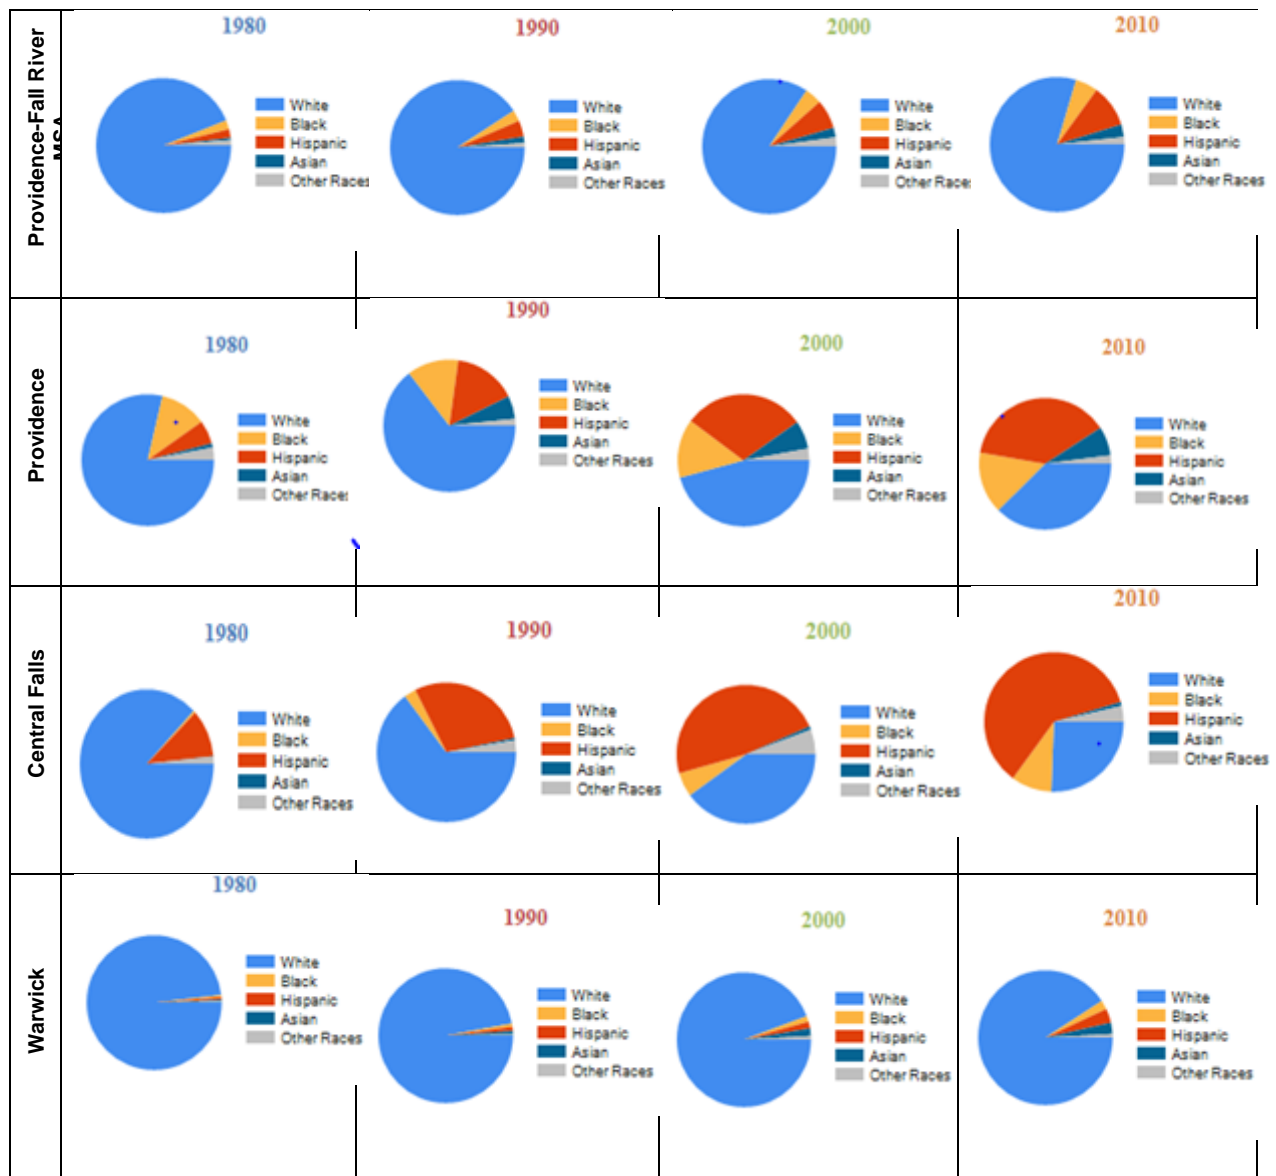 Providence-Fall River
MSA
1980
White
Black
Hispanic
Asian
Other Races
1990
White
Black
Hispanic
Asian
Other Races
2000
White
Black
Hispanic
Asian
Other Races
2010
White
Black
Hispanic
Asian
Other Races
Providence
1980
White
Black
Hispanic
Asian
Other Races
1990
White
Black
Hispanic
Asian
Other Races
2000
White
Black
Hispanic
Asian
Other Races
2010
White
Black
Hispanic
Asian
Other Races
Central Falls
1980
White
Black
Hispanic
Asian
Other Races
1990
White
Black
Hispanic
Asian
Other Races
2000
White
Black
Hispanic
Asian
Other Races
2010
White
Black
Hispanic
Asian
Other Races
Warwick
1980
White
Black
Hispanic
Asian
Other Races
1990
White
Black
Hispanic
Asian
Other Races
2000
White
Black
Hispanic
Asian
Other Races
2010
White
Black
Hispanic
Asian
Other Races